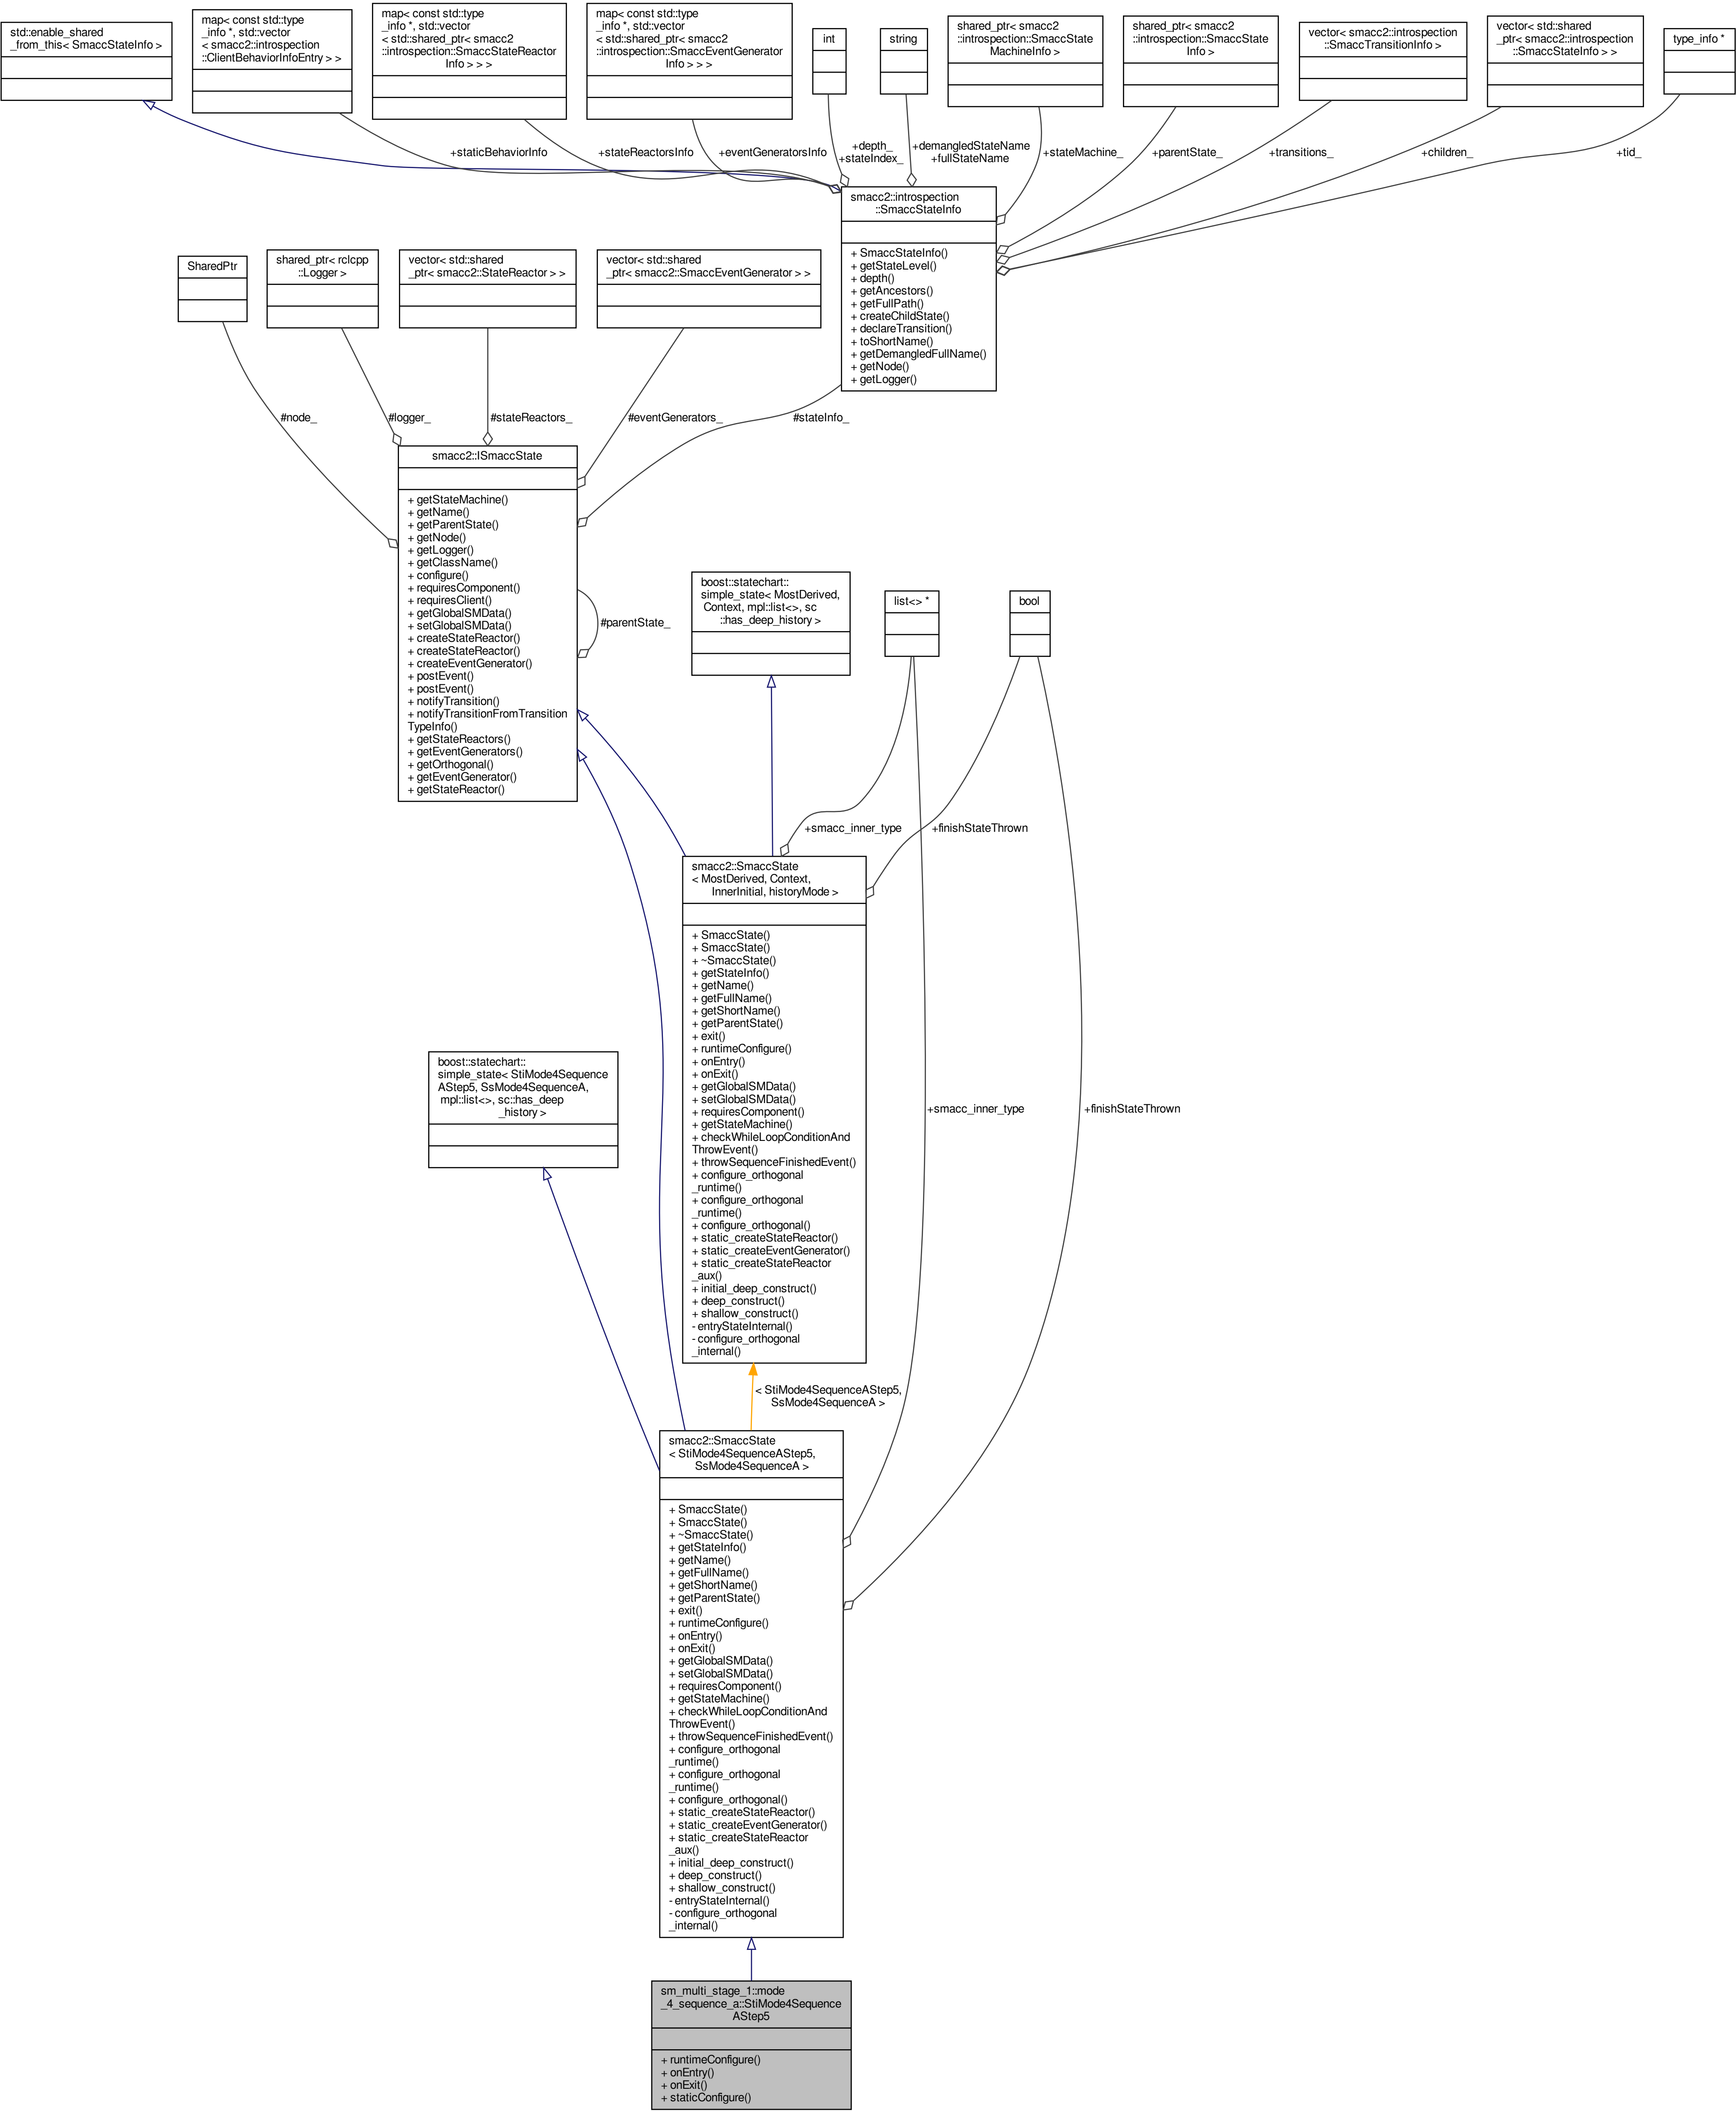 std::enable_shared
_from_this< SmaccStateInfo >
map< const std::type
_info *, std::vector
< smacc2::introspection
::ClientBehaviorInfoEntry > >
map< const std::type
_info *, std::vector
< std::shared_ptr< smacc2
::introspection::SmaccStateReactor
Info > > >
map< const std::type
_info *, std::vector
< std::shared_ptr< smacc2
::introspection::SmaccEventGenerator
Info > > >
int
string
shared_ptr< smacc2
::introspection::SmaccState
MachineInfo >
shared_ptr< smacc2
::introspection::SmaccState
Info >
vector< smacc2::introspection
::SmaccTransitionInfo >
vector< std::shared
_ptr< smacc2::introspection
::SmaccStateInfo > >
type_info *
+staticBehaviorInfo
+stateReactorsInfo
+eventGeneratorsInfo
+depth_
+stateIndex_
+demangledStateName
+fullStateName
+stateMachine_
+parentState_
+transitions_
+children_
+tid_
smacc2::introspection
::SmaccStateInfo
+ SmaccStateInfo()
+ getStateLevel()
+ depth()
+ getAncestors()
+ getFullPath()
+ createChildState()
+ declareTransition()
+ toShortName()
+ getDemangledFullName()
+ getNode()
+ getLogger()
SharedPtr
shared_ptr< rclcpp
::Logger >
vector< std::shared
_ptr< smacc2::StateReactor > >
vector< std::shared
_ptr< smacc2::SmaccEventGenerator > >
#node_
#logger_
#stateReactors_
#eventGenerators_
#stateInfo_
smacc2::ISmaccState
+ getStateMachine()
+ getName()
+ getParentState()
+ getNode()
+ getLogger()
+ getClassName()
+ configure()
+ requiresComponent()
+ requiresClient()
+ getGlobalSMData()
+ setGlobalSMData()
+ createStateReactor()
+ createStateReactor()
+ createEventGenerator()
+ postEvent()
+ postEvent()
+ notifyTransition()
+ notifyTransitionFromTransition
TypeInfo()
+ getStateReactors()
+ getEventGenerators()
+ getOrthogonal()
+ getEventGenerator()
+ getStateReactor()
#parentState_
boost::statechart::
simple_state< MostDerived,
Context, mpl::list<>, sc
::has_deep_history >
list<> *
bool
+smacc_inner_type
+finishStateThrown
smacc2::SmaccState
< MostDerived, Context,
InnerInitial, historyMode >
+ SmaccState()
+ SmaccState()
+ ~SmaccState()
+ getStateInfo()
+ getName()
+ getFullName()
+ getShortName()
+ getParentState()
+ exit()
+ runtimeConfigure()
+ onEntry()
+ onExit()
+ getGlobalSMData()
+ setGlobalSMData()
+ requiresComponent()
+ getStateMachine()
+ checkWhileLoopConditionAnd
ThrowEvent()
+ throwSequenceFinishedEvent()
+ configure_orthogonal
_runtime()
+ configure_orthogonal
_runtime()
+ configure_orthogonal()
+ static_createStateReactor()
+ static_createEventGenerator()
+ static_createStateReactor
_aux()
+ initial_deep_construct()
+ deep_construct()
+ shallow_construct()
- entryStateInternal()
- configure_orthogonal
_internal()
boost::statechart::
simple_state< StiMode4Sequence
AStep5, SsMode4SequenceA,
mpl::list<>, sc::has_deep
_history >
+smacc_inner_type
+finishStateThrown
< StiMode4SequenceAStep5,
SsMode4SequenceA >
smacc2::SmaccState
< StiMode4SequenceAStep5,
SsMode4SequenceA >
+ SmaccState()
+ SmaccState()
+ ~SmaccState()
+ getStateInfo()
+ getName()
+ getFullName()
+ getShortName()
+ getParentState()
+ exit()
+ runtimeConfigure()
+ onEntry()
+ onExit()
+ getGlobalSMData()
+ setGlobalSMData()
+ requiresComponent()
+ getStateMachine()
+ checkWhileLoopConditionAnd
ThrowEvent()
+ throwSequenceFinishedEvent()
+ configure_orthogonal
_runtime()
+ configure_orthogonal
_runtime()
+ configure_orthogonal()
+ static_createStateReactor()
+ static_createEventGenerator()
+ static_createStateReactor
_aux()
+ initial_deep_construct()
+ deep_construct()
+ shallow_construct()
- entryStateInternal()
- configure_orthogonal
_internal()
sm_multi_stage_1::mode
_4_sequence_a::StiMode4Sequence
AStep5
+ runtimeConfigure()
+ onEntry()
+ onExit()
+ staticConfigure()